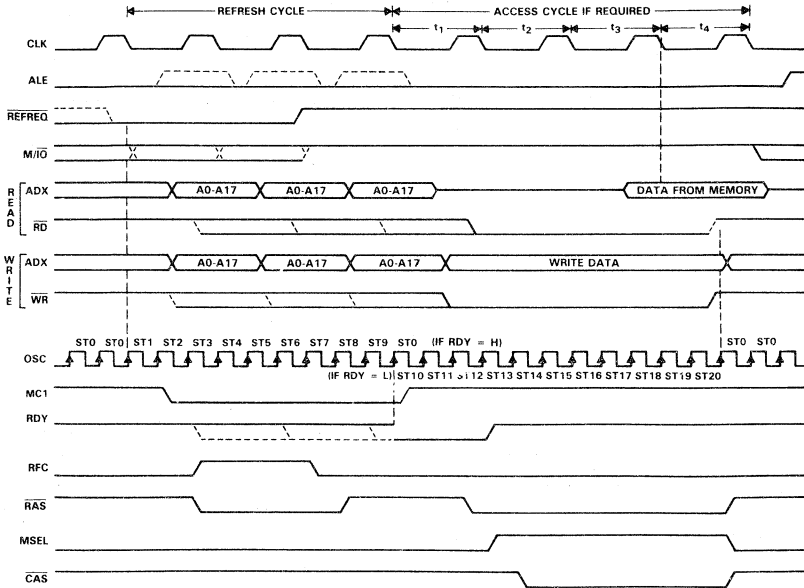 REFRESH CYCLE
ACCESS CYCLE IF REQUIRED
t1 t2 t3 t4
CLK
ALE
REFREQ
M/IO
READ
ADX A0-A17 A0-A17 A0-A17 DATA FROM MEMORY
RD
WRITE
ADX A0-A17 A0-A17 A0-A17 WRITE DATA
WR
ST0 ST0 ST1 ST2 ST3 ST4 ST5 ST6 ST7 ST8 ST9 ST0 (IF RDY = H) ST0 ST0
OSC
(IF RDY = L) ST10 ST11 ST12 ST13 ST14 ST15 ST16 ST17 ST18 ST19 ST20
MC1
RDY
RFC
RAS
MSEL
CAS